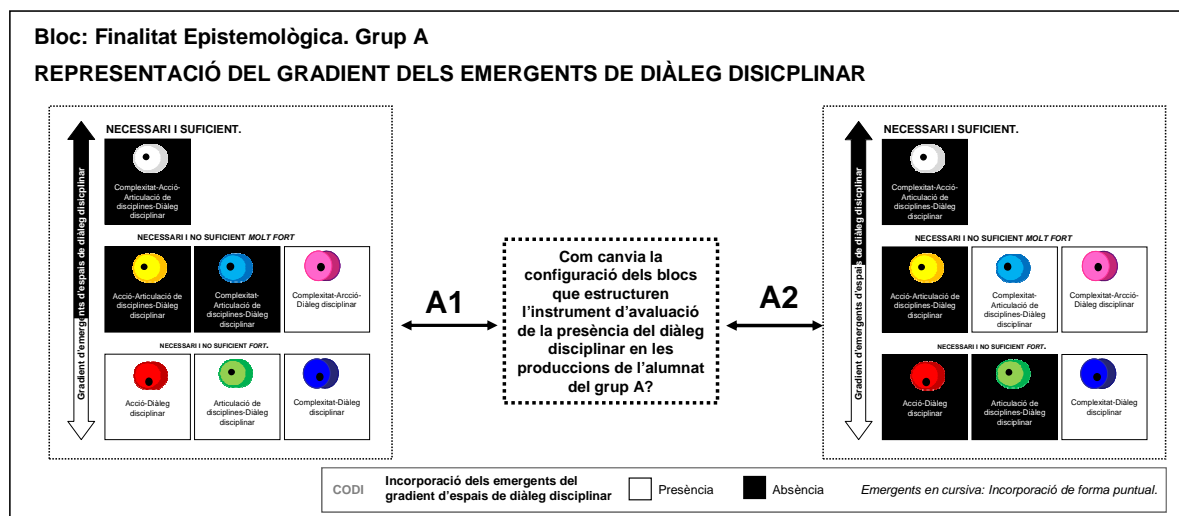 Bloc: Finalitat Epistemològica. Grup A
REPRESENTACIÓ DEL GRADIENT DELS EMERGENTS DE DIÀLEG DISICPLINAR
Gradient d'emergents d'espais de diàleg disicplinar
NECESSARI I SUFICIENT.
Complexitat-Acció-
Articulació de
disciplines-Diàleg
disciplinar
NECESSARI I NO SUFICIENT MOLT FORT
Acció-Articulació de
disciplines-Diàleg
disciplinar
Complexitat-
Articulació de
disciplines-Diàleg
disciplinar
Complexitat-Arcció-
Diàleg disciplinar
NECESSARI I NO SUFICIENT FORT.
Acció-Diàleg
disciplinar
Articulació de
disciplines-Diàleg
disciplinar
Complexitat-Diàleg
disciplinar
A1
Com canvia la
configuració dels blocs
que estructuren
l'instrument d'avaluació
de la presència del diàleg
disciplinar en les
produccions de l'alumnat
del grup A?
A2
Gradient d'emergents d'espais de diàleg disicplinar
NECESSARI I SUFICIENT.
Complexitat-Acció-
Articulació de
disciplines-Diàleg
disciplinar
NECESSARI I NO SUFICIENT MOLT FORT
Acció-Articulació de
disciplines-Diàleg
disciplinar
Complexitat-
Articulació de
disciplines-Diàleg
disciplinar
Complexitat-Arcció-
Diàleg disciplinar
NECESSARI I NO SUFICIENT FORT.
Acció-Diàleg
disciplinar
Articulació de
disciplines-Diàleg
disciplinar
Complexitat-Diàleg
disciplinar
CODI
Incorporació dels emergents del
gradient d'espais de diàleg disciplinar
Presència
Absència
Emergents en cursiva: Incorporació de forma puntual.